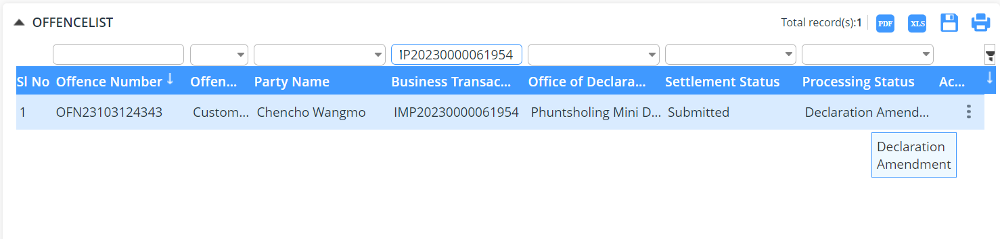 OFFENCELIST
Total record(s):1
PDF
XLS
IMP20230000061954
Sl No Offence Number Offen... Party Name Business Transac... Office of Declara... Settlement Status Processing Status Ac...
1 OFN23103124343 Custom... Chencho Wangmo IMP20230000061954 Phuntsholing Mini D... Submitted Declaration Amend...
Declaration
Amendment